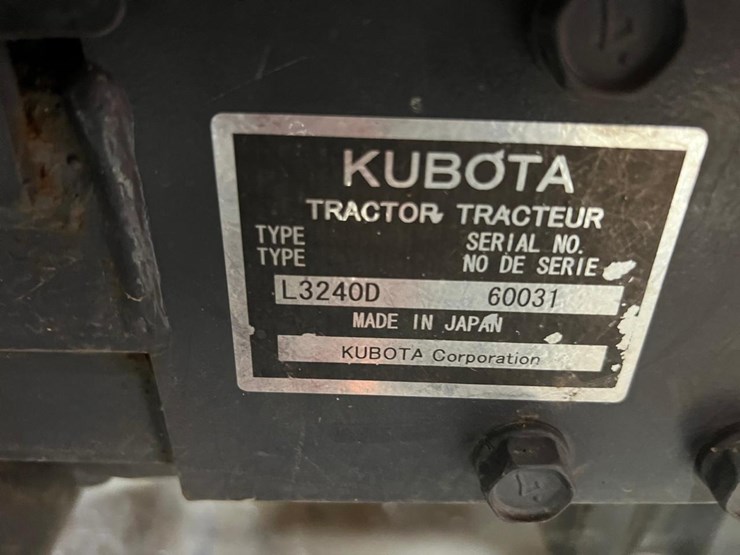 KUBOTA
TRACTOR TRACTEUR
TYPE SERIAL NO.
TYPE NO DE SERIE
L3240D 60031
MADE IN JAPAN
KUBOTA Corporation